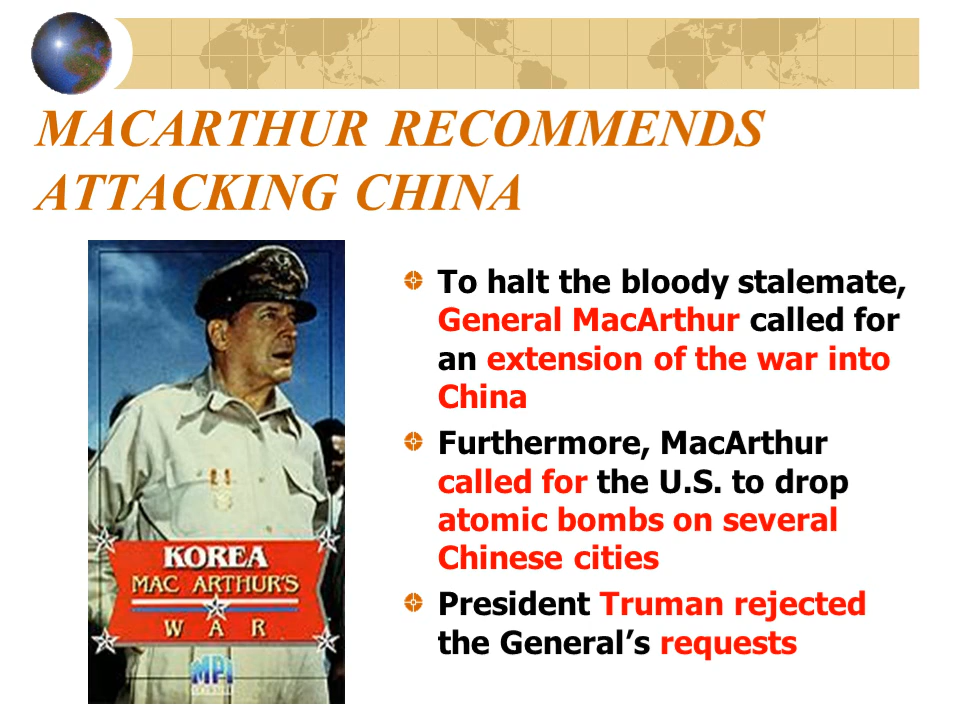 MACARTHUR RECOMMENDS
ATTACKING CHINA
KOREA
MAC ARTHUR'S
WAR
MPI
To halt the bloody stalemate,
General MacArthur called for
an extension of the war into
China
Furthermore, MacArthur
called for the U.S. to drop
atomic bombs on several
Chinese cities
President Truman rejected
the General’s requests